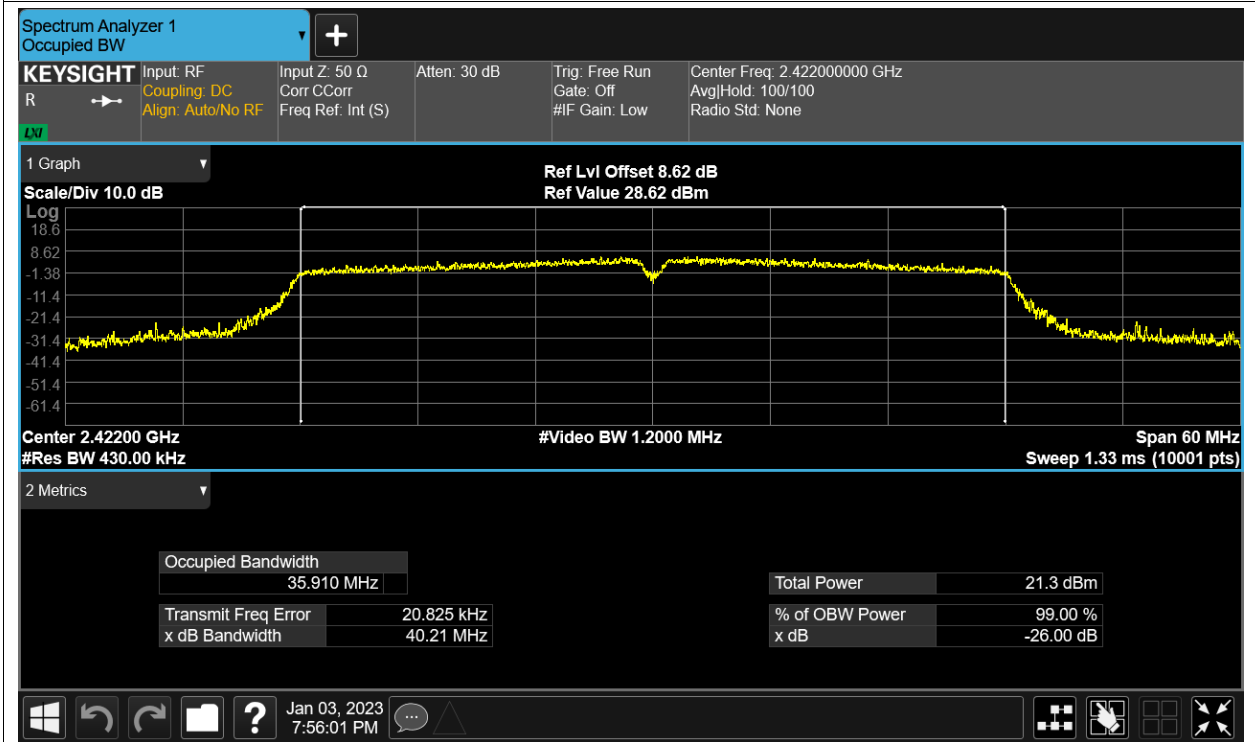 Spectrum Analyzer 1
Occupied BW
KEYSIGHT
R
LXI
Input: RF
Coupling: DC
Align: Auto/No RF
Input Z: 50 Ω
Corr CCorr
Freq Ref: Int (S)
Atten: 30 dB
Trig: Free Run
Gate: Off
#IF Gain: Low
Center Freq: 2.422000000 GHz
Avg|Hold: 100/100
Radio Std: None
1 Graph
Scale/Div 10.0 dB
Ref Lvl Offset 8.62 dB
Ref Value 28.62 dBm
Log
18.6
8.62
-1.38
-11.4
-21.4
-31.4
-41.4
-51.4
-61.4
Center 2.42200 GHz
#Video BW 1.2000 MHz
Span 60 MHz
#Res BW 430.00 kHz
Sweep 1.33 ms (10001 pts)
2 Metrics
Occupied Bandwidth
35.910 MHz
Total Power 21.3 dBm
Transmit Freq Error 20.825 kHz
% of OBW Power 99.00 %
x dB Bandwidth 40.21 MHz
x dB -26.00 dB
?
Jan 03, 2023
7:56:01 PM